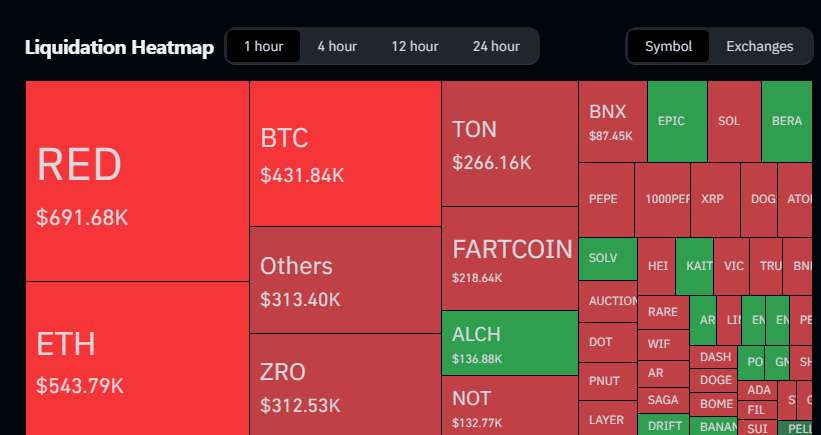 Liquidation Heatmap
1 hour
4 hour
12 hour
24 hour
Symbol
Exchanges
RED
$691.68K
ETH
$543.79K
BTC
$431.84K
Others
$313.40K
ZRO
$312.53K
TON
$266.16K
FARTCOIN
$218.64K
ALCH
$136.88K
NOT
$132.77K
BNX
$87.45K
EPIC
SOL
BERA
PEPE
1000PEP
XRP
DOG
ATO
SOLV
HEI
KAIT
VIC
TRU
BN
AUCTION
RARE
AR
LI
EN
EN
PE
DOT
WIF
DASH
PO
GM
SH
PNUT
AR
DOGE
ADA
S
SAGA
BOME
FIL
LAYER
DRIFT
BANAN
SUI
PELL